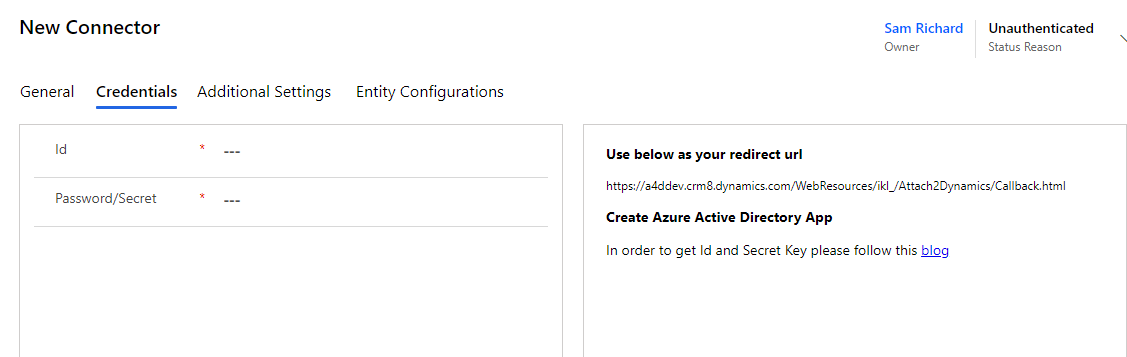 New Connector
Sam Richard
Owner
Unauthenticated
Status Reason
General Credentials Additional Settings Entity Configurations
Id * ---
Password/Secret * ---
Use below as your redirect url
https://a4ddev.crm8.dynamics.com/WebResources/ikl_/Attach2Dynamics/Callback.html
Create Azure Active Directory App
In order to get Id and Secret Key please follow this blog